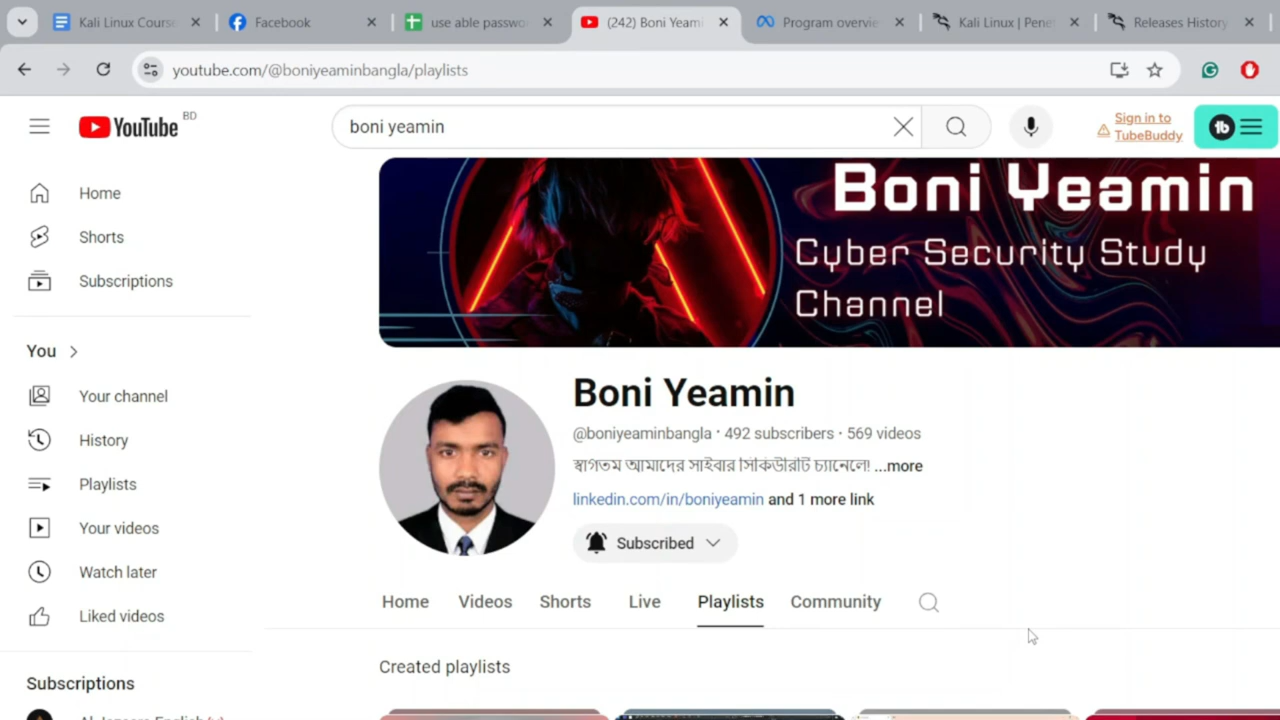 Kali Linux Cours
Facebook
use able passwo
(242) Boni Yeami
Program overvie
Kali Linux | Pene
Releases History
youtube.com/@boniyeaminbangla/playlists
YouTube BD
boni yeamin
Sign in to
TubeBuddy
tb
Home
Shorts
Subscriptions
You
Your channel
History
Playlists
Your videos
Watch later
Liked videos
Subscriptions
Boni Yeamin
Cyber Security Study
Channel
Boni Yeamin
@boniyeaminbangla · 492 subscribers · 569 videos
স্বাগতম আমাদের সাইবার সিকিউরিটি চ্যানেলে! ...more
linkedin.com/in/boniyeamin and 1 more link
Subscribed
Home Videos Shorts Live Playlists Community
Created playlists